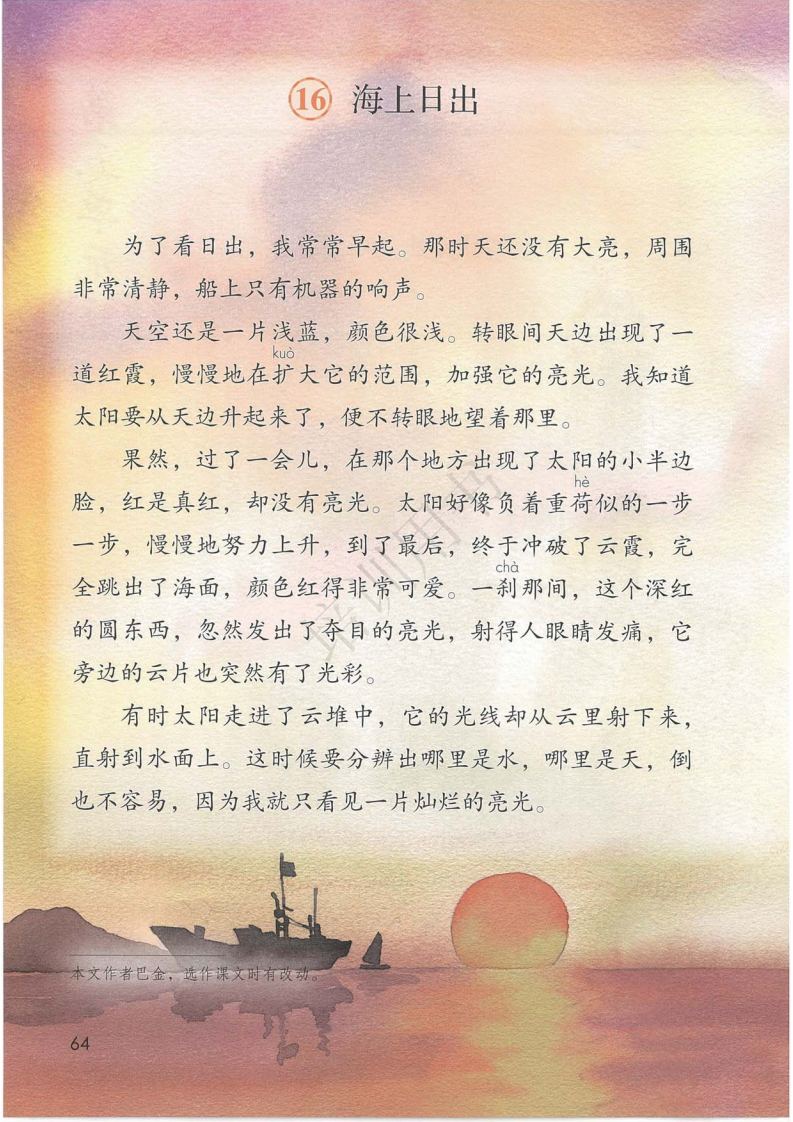 16 海上日出
为了看日出，我常常早起。那时天还没有大亮，周围
非常清静，船上只有机器的响声。
天空还是一片浅蓝，颜色很浅。转眼间天边出现了一
kuò
道红霞，慢慢地在扩大它的范围，加强它的亮光。我知道
太阳要从天边升起来了，便不转眼地望着那里。
果然，过了一会儿，在那个地方出现了太阳的小半边
hè
脸，红是真红，却没有亮光。太阳好像负着重荷似的一步
一步，慢慢地努力上升，到了最后，终于冲破了云霞，完
chà
全跳出了海面，颜色红得非常可爱。一刹那间，这个深红
的圆东西，忽然发出了夺目的亮光，射得人眼睛发痛，它
旁边的云片也突然有了光彩。
有时太阳走进了云堆中，它的光线却从云里射下来，
直射到水面上。这时候要分辨出哪里是水，哪里是天，倒
也不容易，因为我就只看见一片灿烂的亮光。
培训用书
本文作者巴金，选作课文时有改动。
64